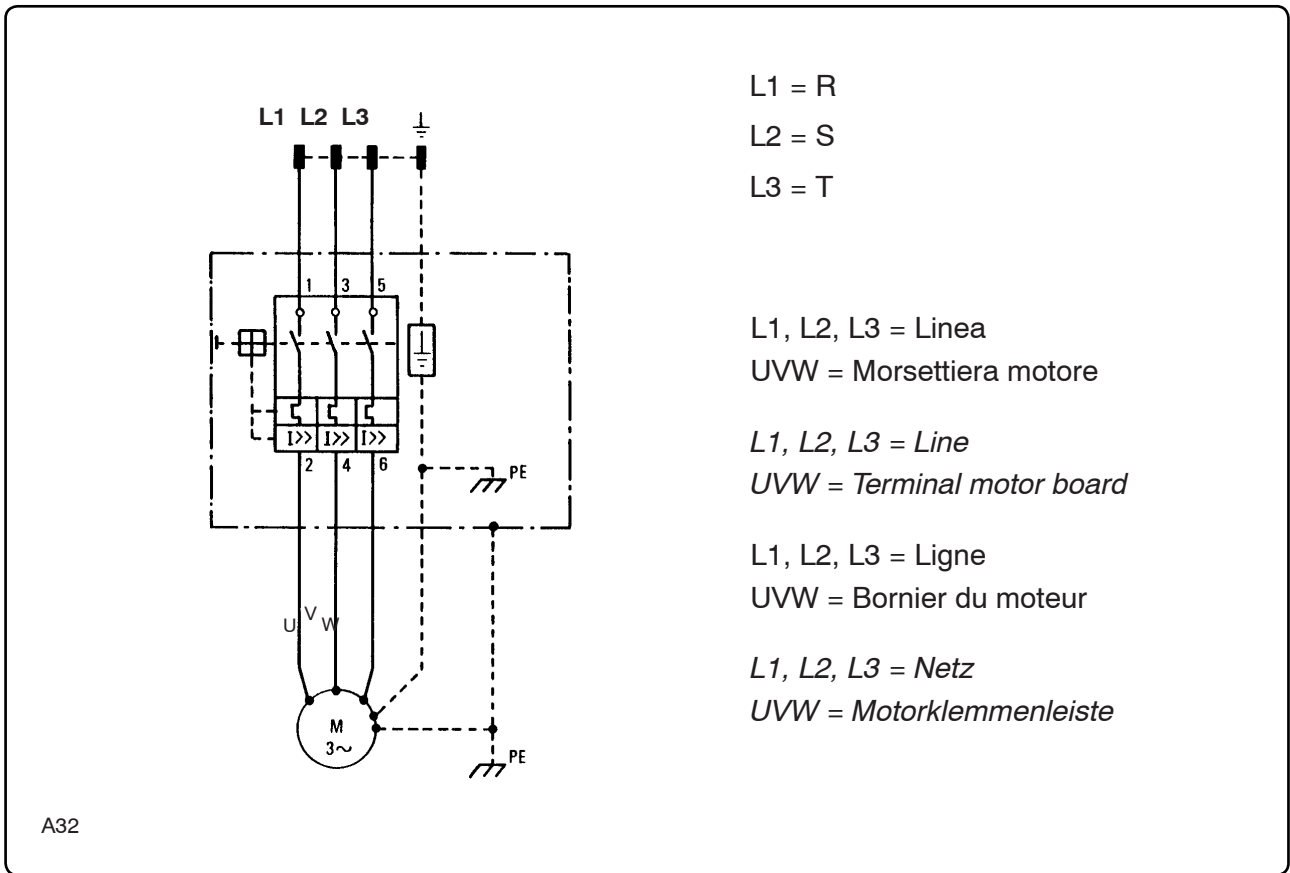 L1 L2 L3
1 3 5
I>> I>> I>>
2 4 6
PE
U V W
M
3~
PE
A32
L1 = R
L2 = S
L3 = T
L1, L2, L3 = Linea
UVW = Morsettiera motore
L1, L2, L3 = Line
UVW = Terminal motor board
L1, L2, L3 = Ligne
UVW = Bornier du moteur
L1, L2, L3 = Netz
UVW = Motorklemmenleiste